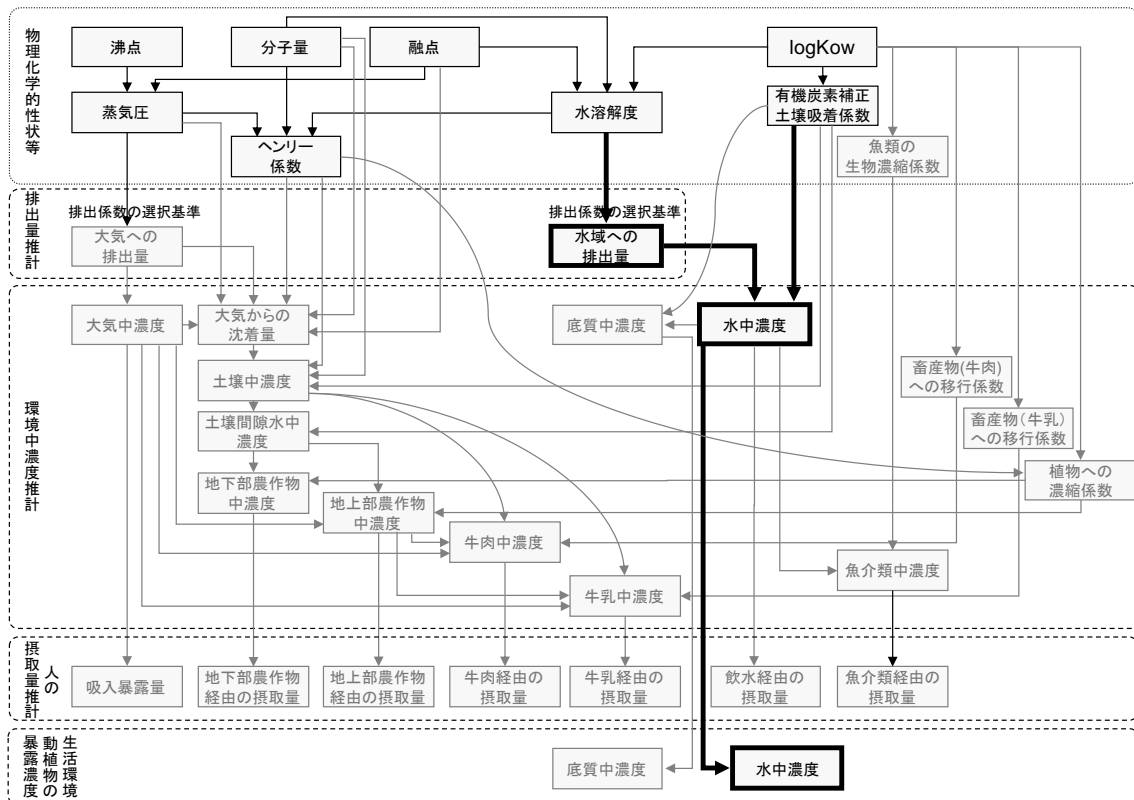 物理化学的性状等
沸点
分子量
融点
logKow
蒸気圧
水溶解度
有機炭素補正
土壌吸着係数
ヘンリー
係数
魚類の
生物濃縮係数
排出量推計
排出係数の選択基準
排出係数の選択基準
大気への
排出量
水域への
排出量
環境中濃度推計
大気中濃度
大気からの
沈着量
底質中濃度
水中濃度
土壌中濃度
畜産物(牛肉)
への移行係数
土壌間隙水中
濃度
畜産物(牛乳)
への移行係数
地下部農作物
中濃度
植物への
濃縮係数
地上部農作物
中濃度
牛肉中濃度
魚介類中濃度
牛乳中濃度
人の
摂取量推計
吸入暴露量
地下部農作物
経由の摂取量
地上部農作物
経由の摂取量
牛肉経由の
摂取量
牛乳経由の
摂取量
飲水経由の
摂取量
魚介類経由の
摂取量
生活環境
動植物の
暴露濃度
底質中濃度
水中濃度